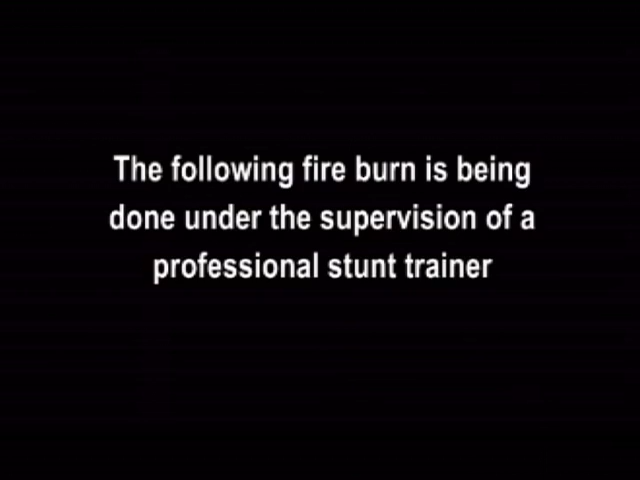 The following fire burn is being
done under the supervision of a
professional stunt trainer